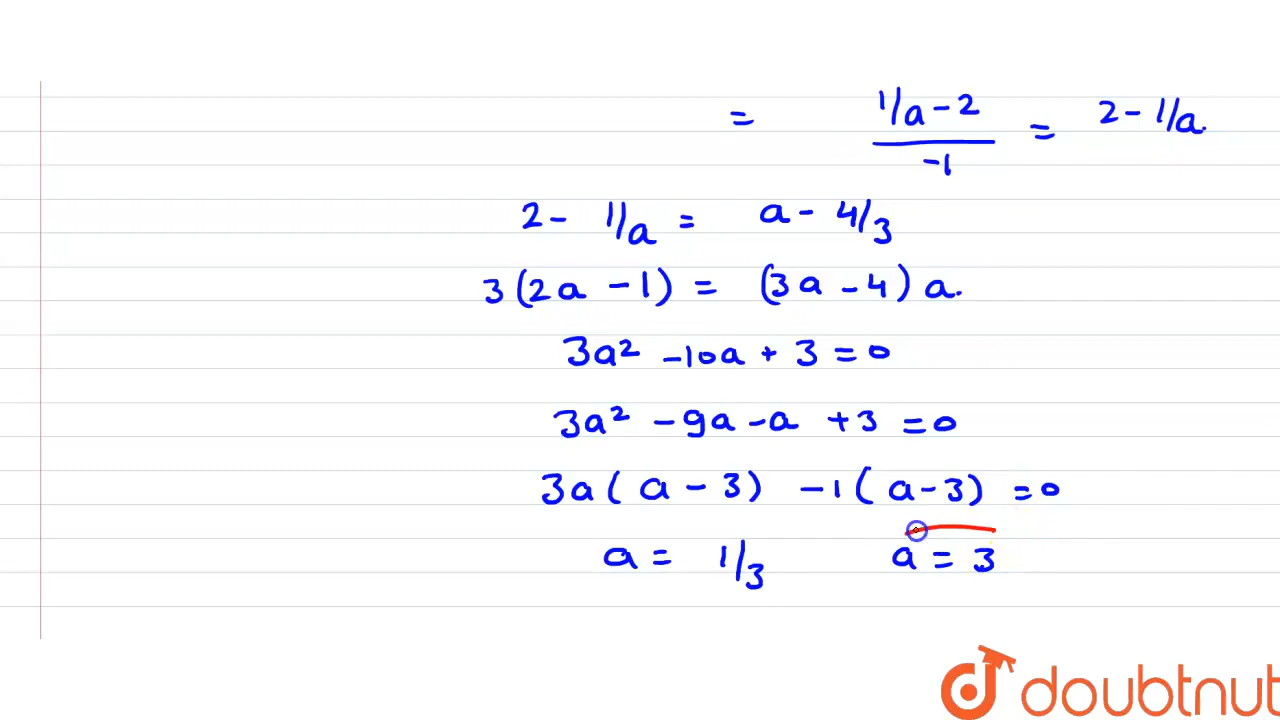 = (1/a - 2)/-1 = 2 - 1/a.
2 - 1/a = a - 4/3
3(2a - 1) = (3a - 4) a.
3a² - 10a + 3 = 0
3a² - 9a - a + 3 = 0
3a(a - 3) - 1(a - 3) = 0
a = 1/3 a = 3
doubtnut